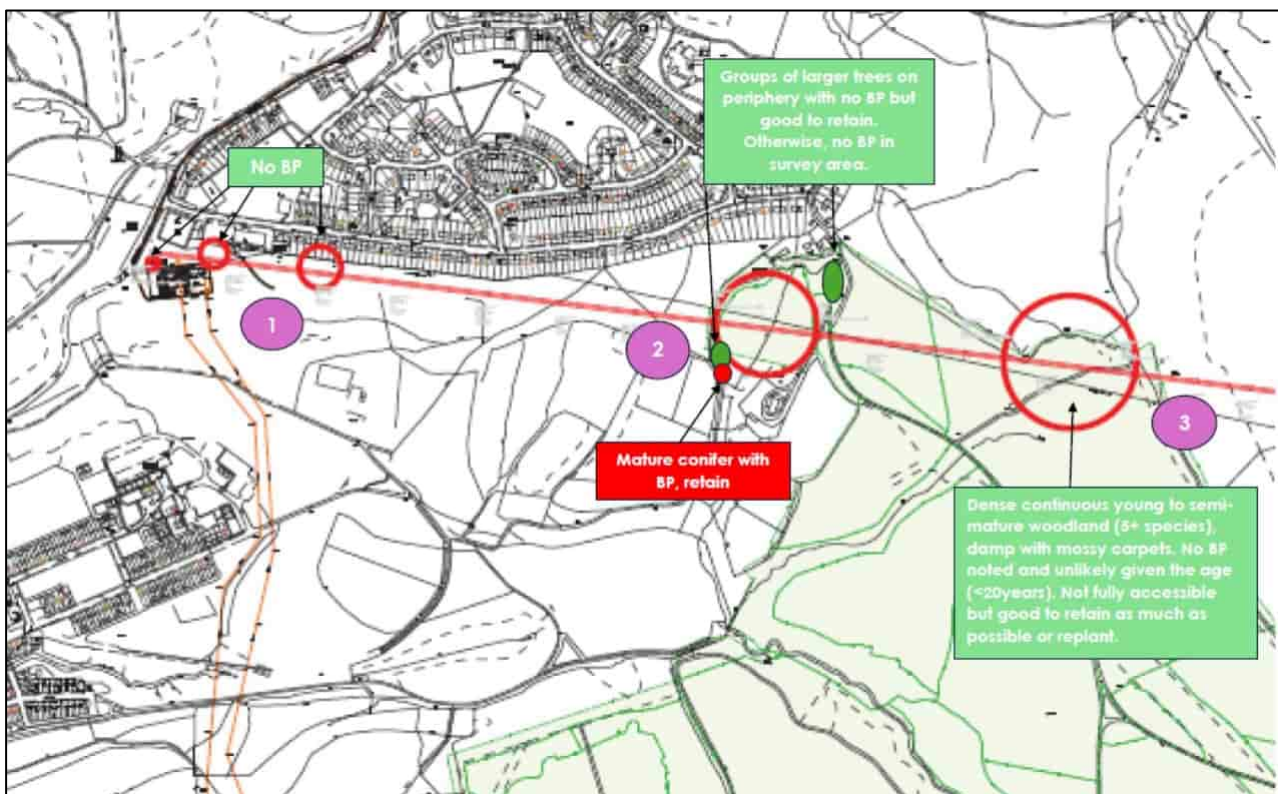 Groups of larger trees on
periphery with no BP but
good to retain.
Otherwise, no BP in
survey area.
No BP
1
2
3
Mature conifer with
BP, retain
Dense continuous young to semi-
mature woodland (5+ species),
damp with mossy carpets. No BP
noted and unlikely given the age
(<20years). Not fully accessible
but good to retain as much as
possible or replant.